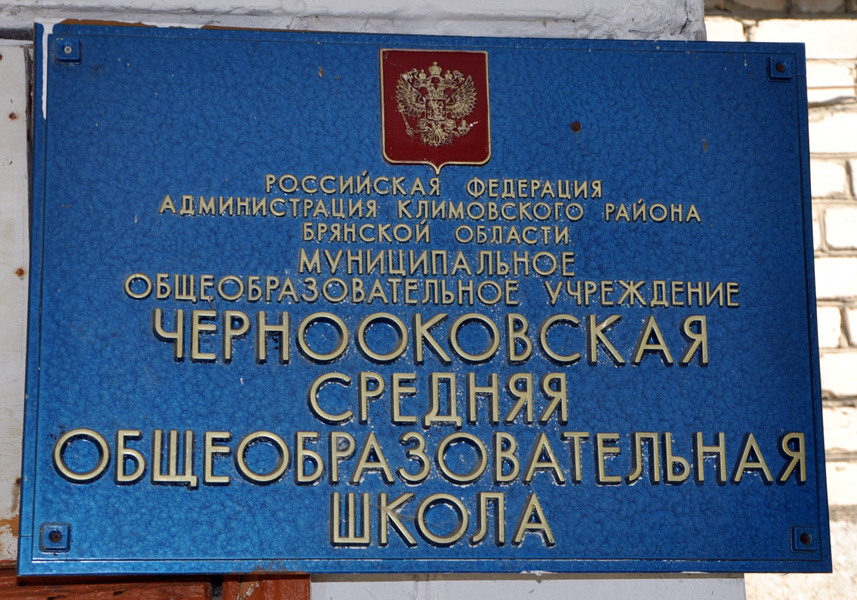 РОССИЙСКАЯ ФЕДЕРАЦИЯ
АДМИНИСТРАЦИЯ КЛИМОВСКОГО РАЙОНА
БРЯНСКОЙ ОБЛАСТИ
МУНИЦИПАЛЬНОЕ
ОБЩЕОБРАЗОВАТЕЛЬНОЕ УЧРЕЖДЕНИЕ
ЧЕРНООКОВСКАЯ
СРЕДНЯЯ
ОБЩЕОБРАЗОВАТЕЛЬНАЯ
ШКОЛА